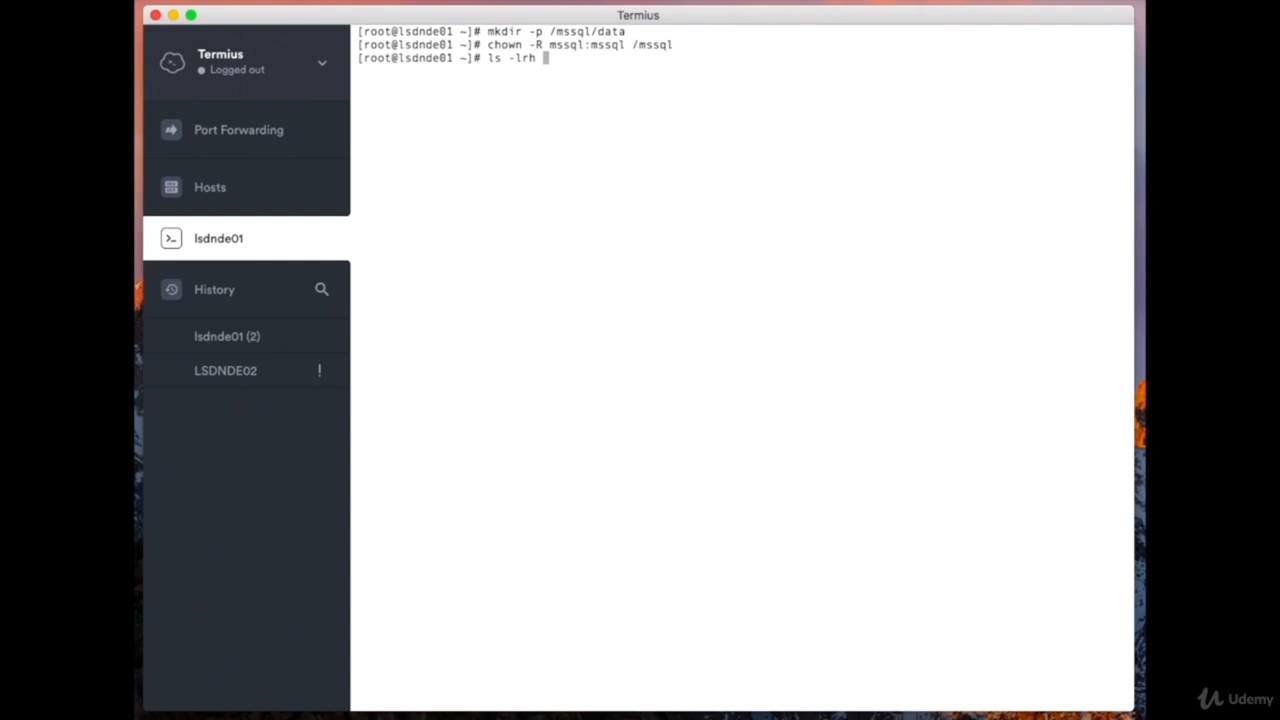 Termius
Termius
Logged out
Port Forwarding
Hosts
lsdnde01
History
lsdnde01 (2)
LSDNDE02 !
[root@lsdnde01 ~]# mkdir -p /mssql/data
[root@lsdnde01 ~]# chown -R mssql:mssql /mssql
[root@lsdnde01 ~]# ls -lrh
Udemy